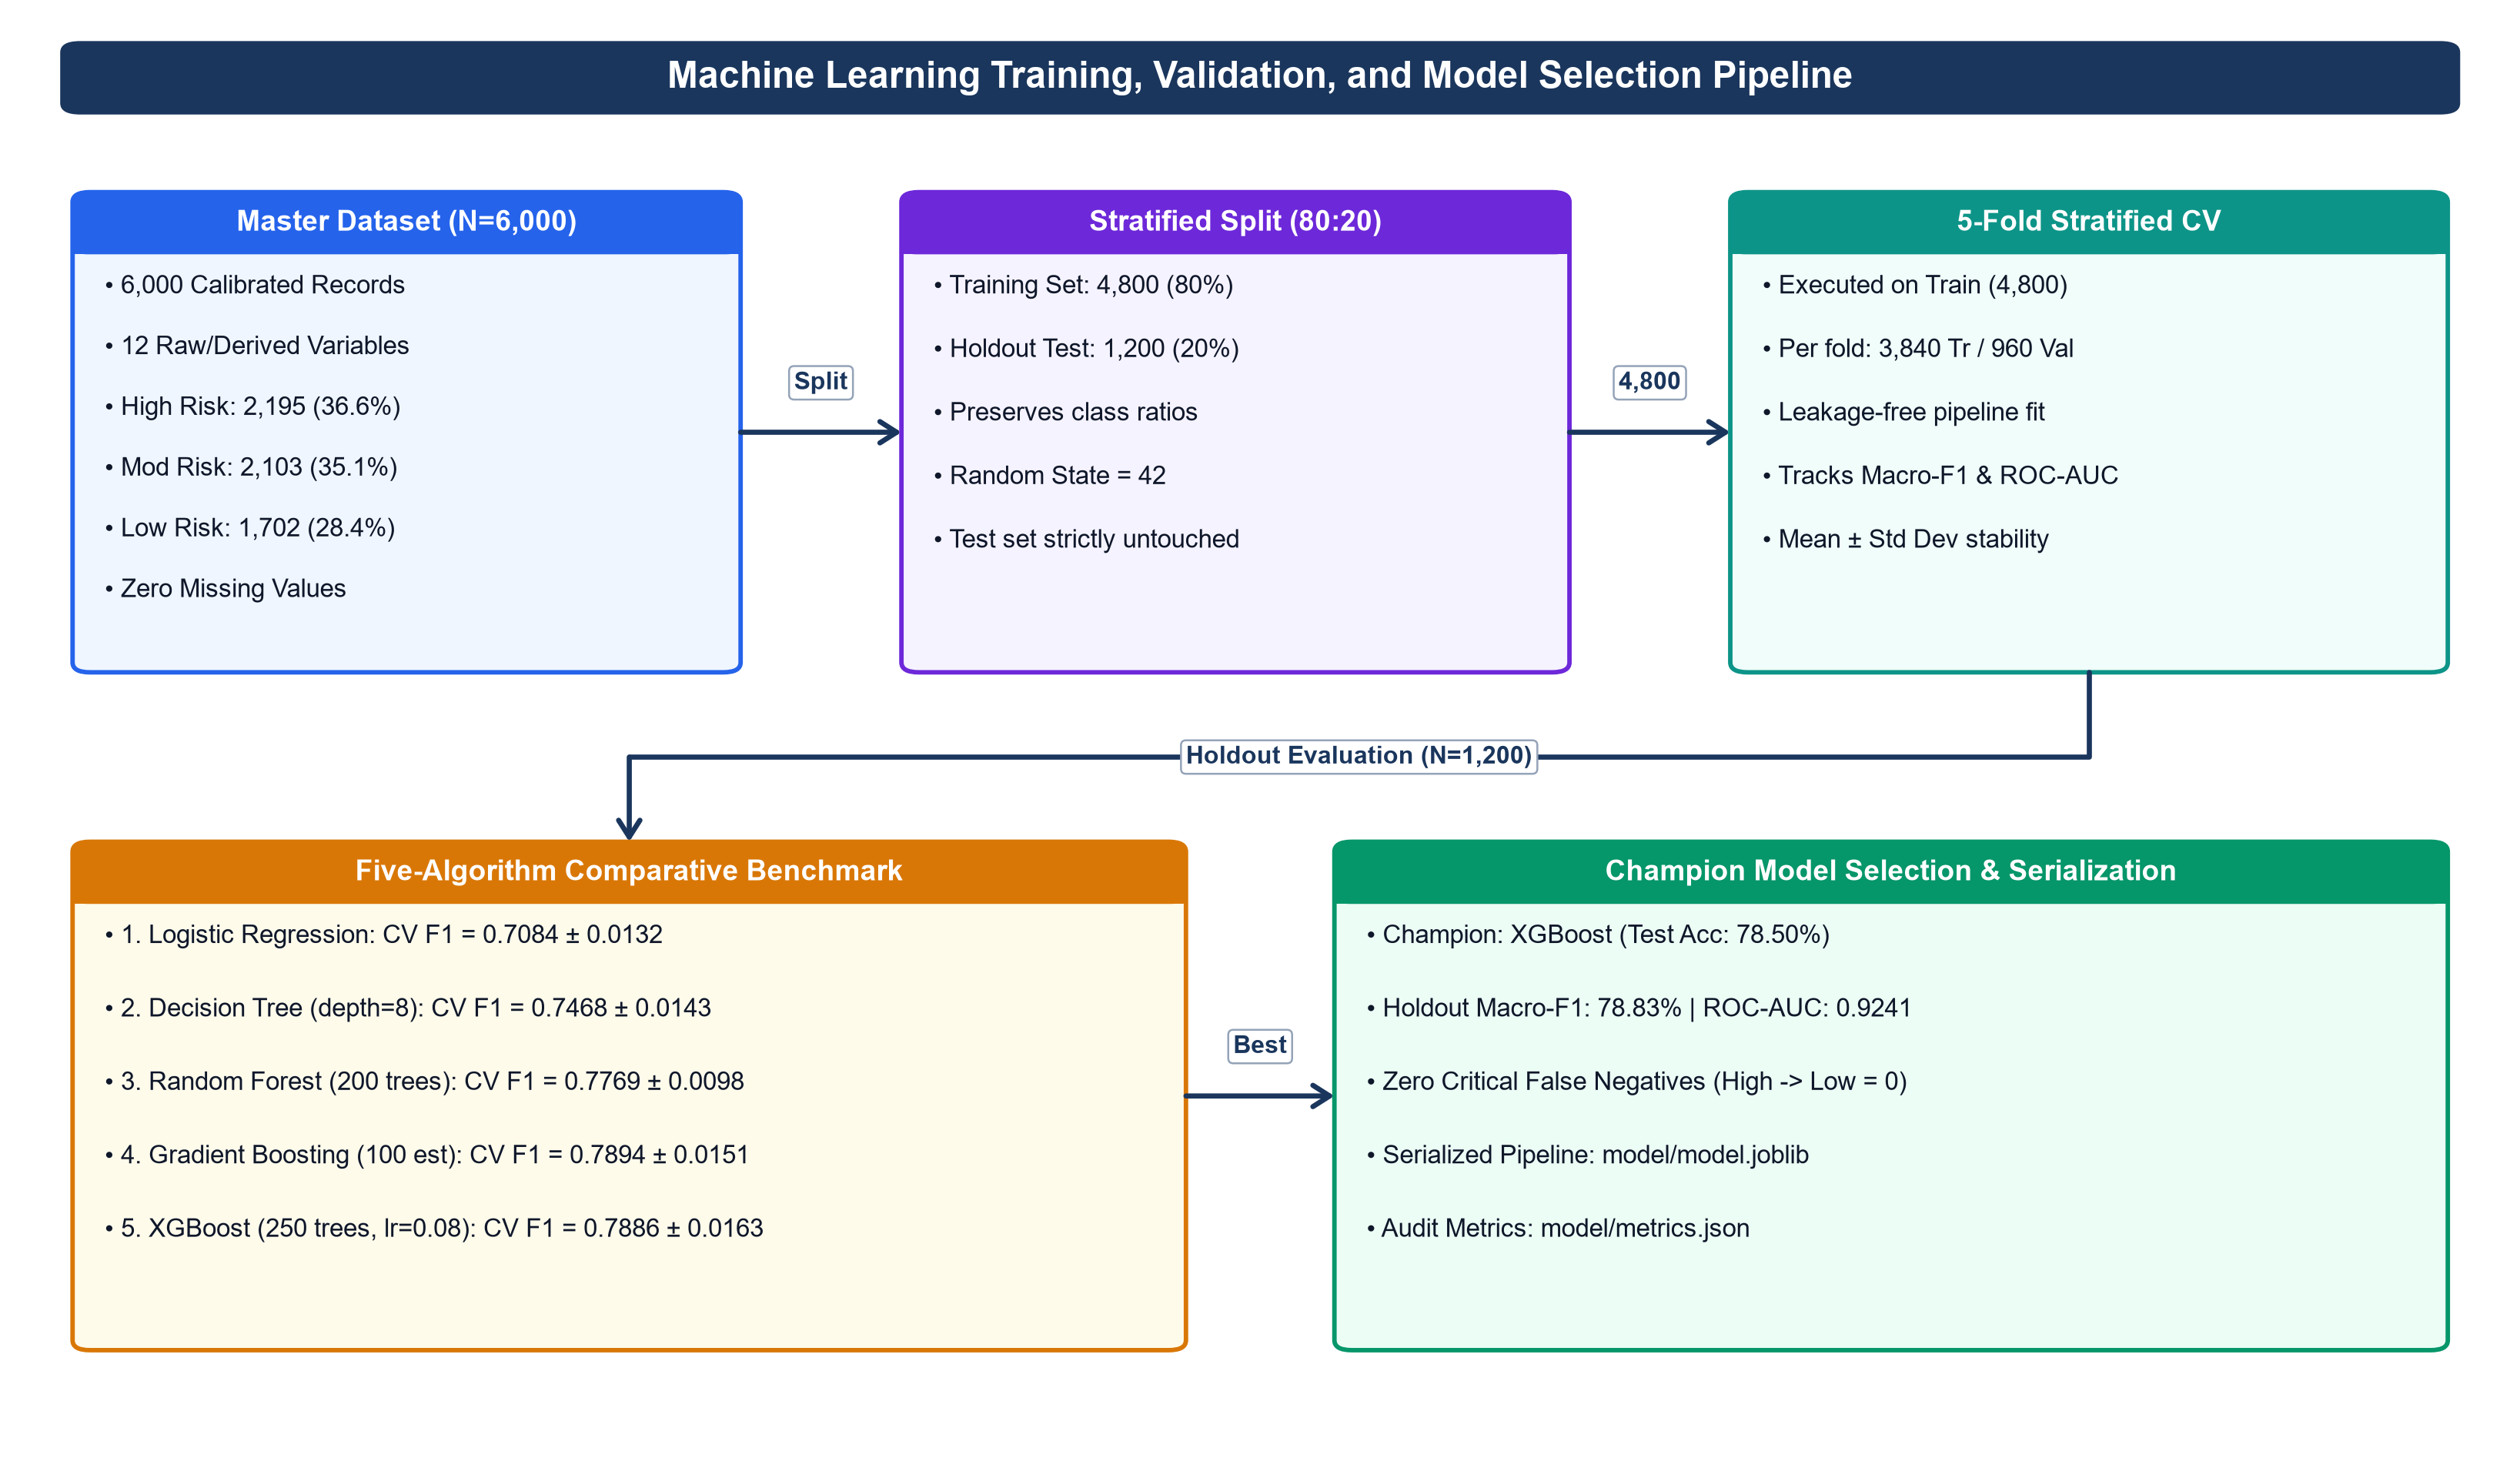 Machine Learning Training, Validation, and Model Selection Pipeline
Master Dataset (N=6,000)
• 6,000 Calibrated Records
• 12 Raw/Derived Variables
• High Risk: 2,195 (36.6%)
• Mod Risk: 2,103 (35.1%)
• Low Risk: 1,702 (28.4%)
• Zero Missing Values
Split
Stratified Split (80:20)
• Training Set: 4,800 (80%)
• Holdout Test: 1,200 (20%)
• Preserves class ratios
• Random State = 42
• Test set strictly untouched
4,800
5-Fold Stratified CV
• Executed on Train (4,800)
• Per fold: 3,840 Tr / 960 Val
• Leakage-free pipeline fit
• Tracks Macro-F1 & ROC-AUC
• Mean ± Std Dev stability
Holdout Evaluation (N=1,200)
Five-Algorithm Comparative Benchmark
• 1. Logistic Regression: CV F1 = 0.7084 ± 0.0132
• 2. Decision Tree (depth=8): CV F1 = 0.7468 ± 0.0143
• 3. Random Forest (200 trees): CV F1 = 0.7769 ± 0.0098
• 4. Gradient Boosting (100 est): CV F1 = 0.7894 ± 0.0151
• 5. XGBoost (250 trees, lr=0.08): CV F1 = 0.7886 ± 0.0163
Best
Champion Model Selection & Serialization
• Champion: XGBoost (Test Acc: 78.50%)
• Holdout Macro-F1: 78.83% | ROC-AUC: 0.9241
• Zero Critical False Negatives (High -> Low = 0)
• Serialized Pipeline: model/model.joblib
• Audit Metrics: model/metrics.json